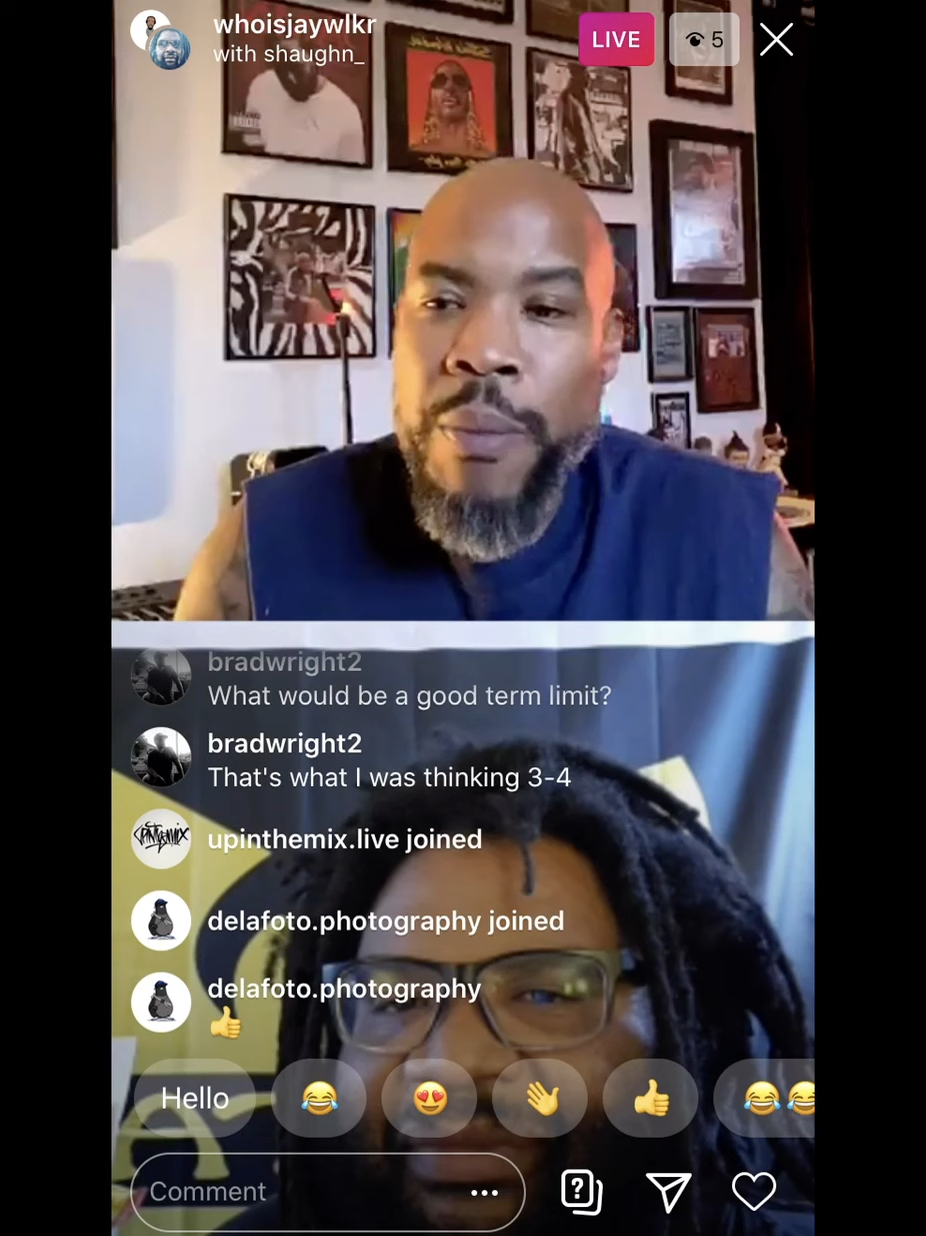 whoisjaywlkr
with shaughn_
LIVE
5
bradwright2
What would be a good term limit?
bradwright2
That's what I was thinking 3-4
upinthemix.live joined
delafoto.photography joined
delafoto.photography
👍
Hello 😂 😍 👋 👍 😂😂
Comment